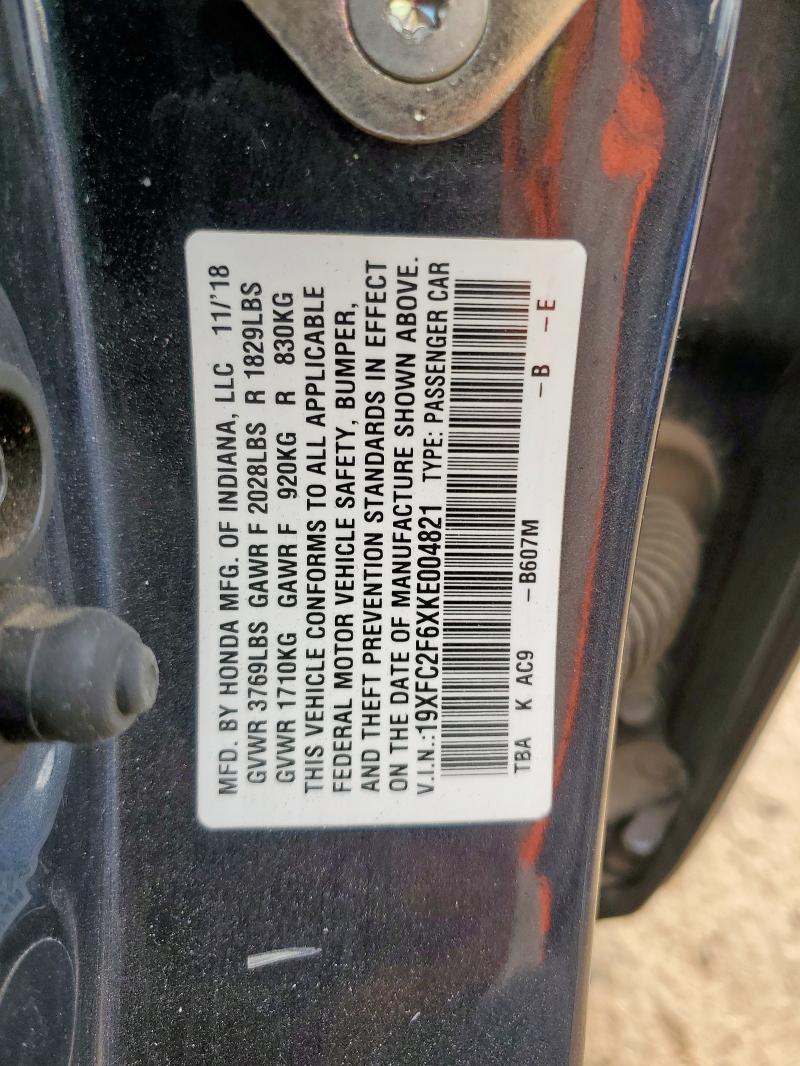 MFD. BY HONDA MFG. OF INDIANA, LLC 11/'18
GVWR 3769LBS GAWR F 2028LBS R 1829LBS
GVWR 1710KG GAWR F 920KG R 830KG
THIS VEHICLE CONFORMS TO ALL APPLICABLE
FEDERAL MOTOR VEHICLE SAFETY, BUMPER,
AND THEFT PREVENTION STANDARDS IN EFFECT
ON THE DATE OF MANUFACTURE SHOWN ABOVE.
V.I.N.:19XFC2F6XKE004821 TYPE: PASSENGER CAR
TBA K AC9 -B607M -B -E